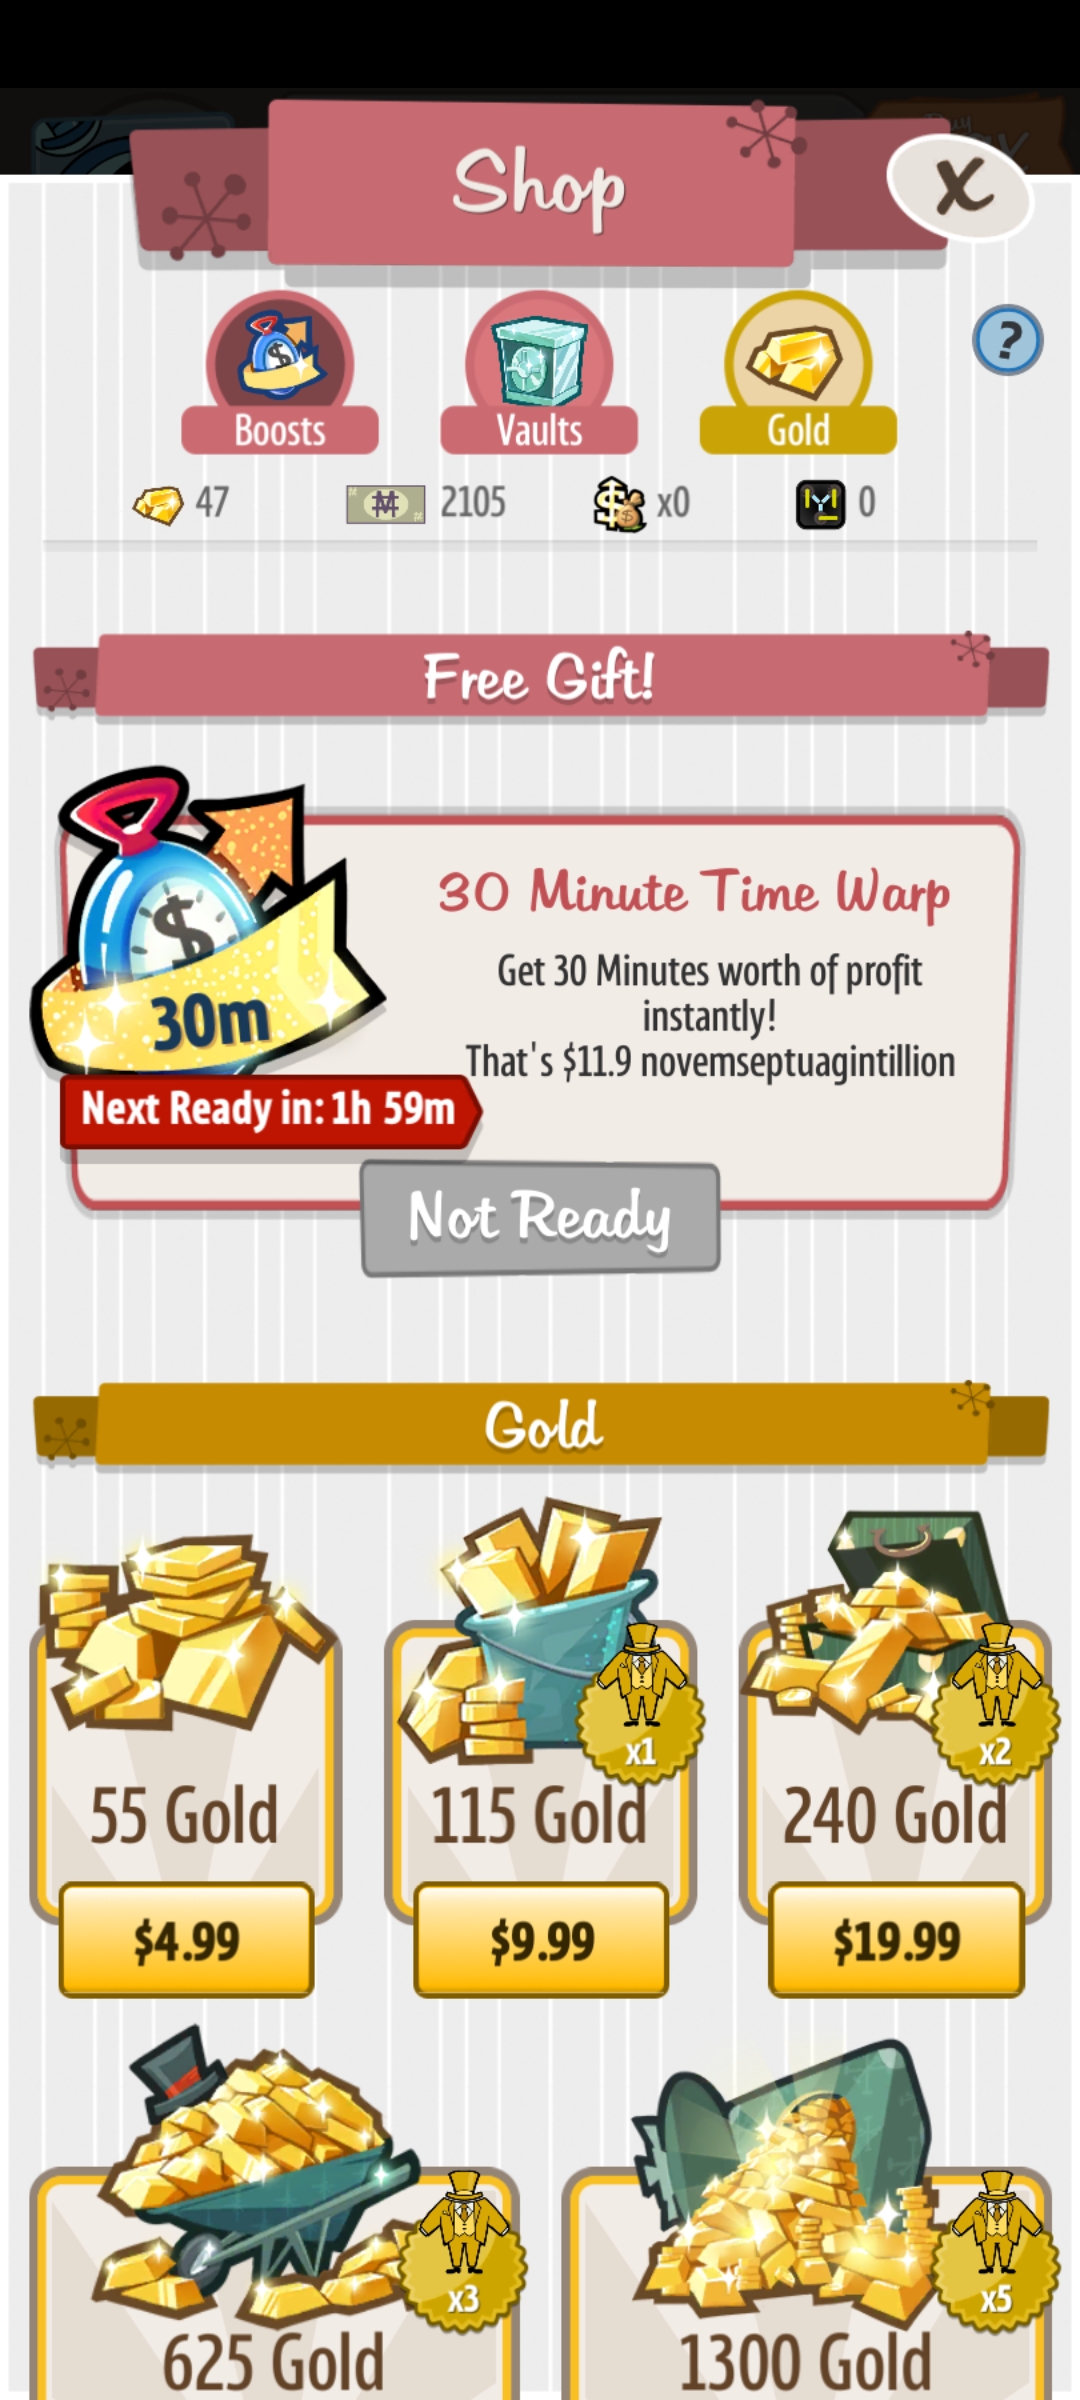 Shop
X
Boosts
Vaults
Gold
?
47
2105
x0
0
Free Gift!
30 Minute Time Warp
Get 30 Minutes worth of profit
instantly!
That's $11.9 novemseptuagintillion
30m
Next Ready in: 1h 59m
Not Ready
Gold
x1
x2
55 Gold
115 Gold
240 Gold
$4.99
$9.99
$19.99
x3
x5
625 Gold
1300 Gold